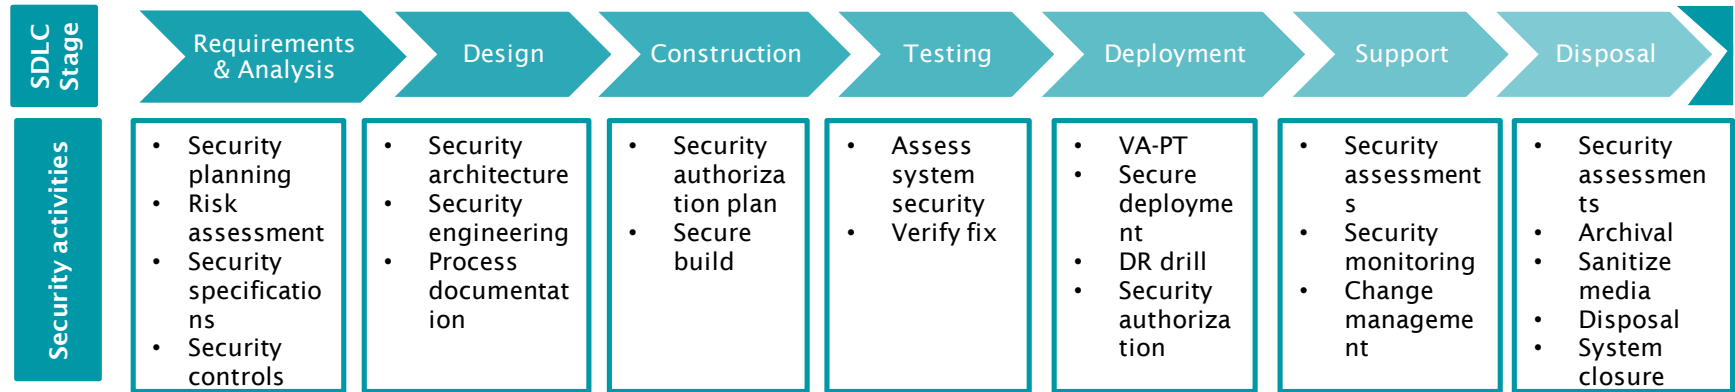 SDLC
Stage
Requirements
& Analysis
Design
Construction
Testing
Deployment
Support
Disposal
Security activities
• Security
planning
• Risk
assessment
• Security
specificatio
ns
• Security
controls
• Security
architecture
• Security
engineering
• Process
documentat
ion
• Security
authoriza
tion plan
• Secure
build
• Assess
system
security
• Verify fix
• VA-PT
• Secure
deployme
nt
• DR drill
• Security
authoriza
tion
• Security
assessment
s
• Security
monitoring
• Change
manageme
nt
• Security
assessmen
ts
• Archival
• Sanitize
media
• Disposal
• System
closure